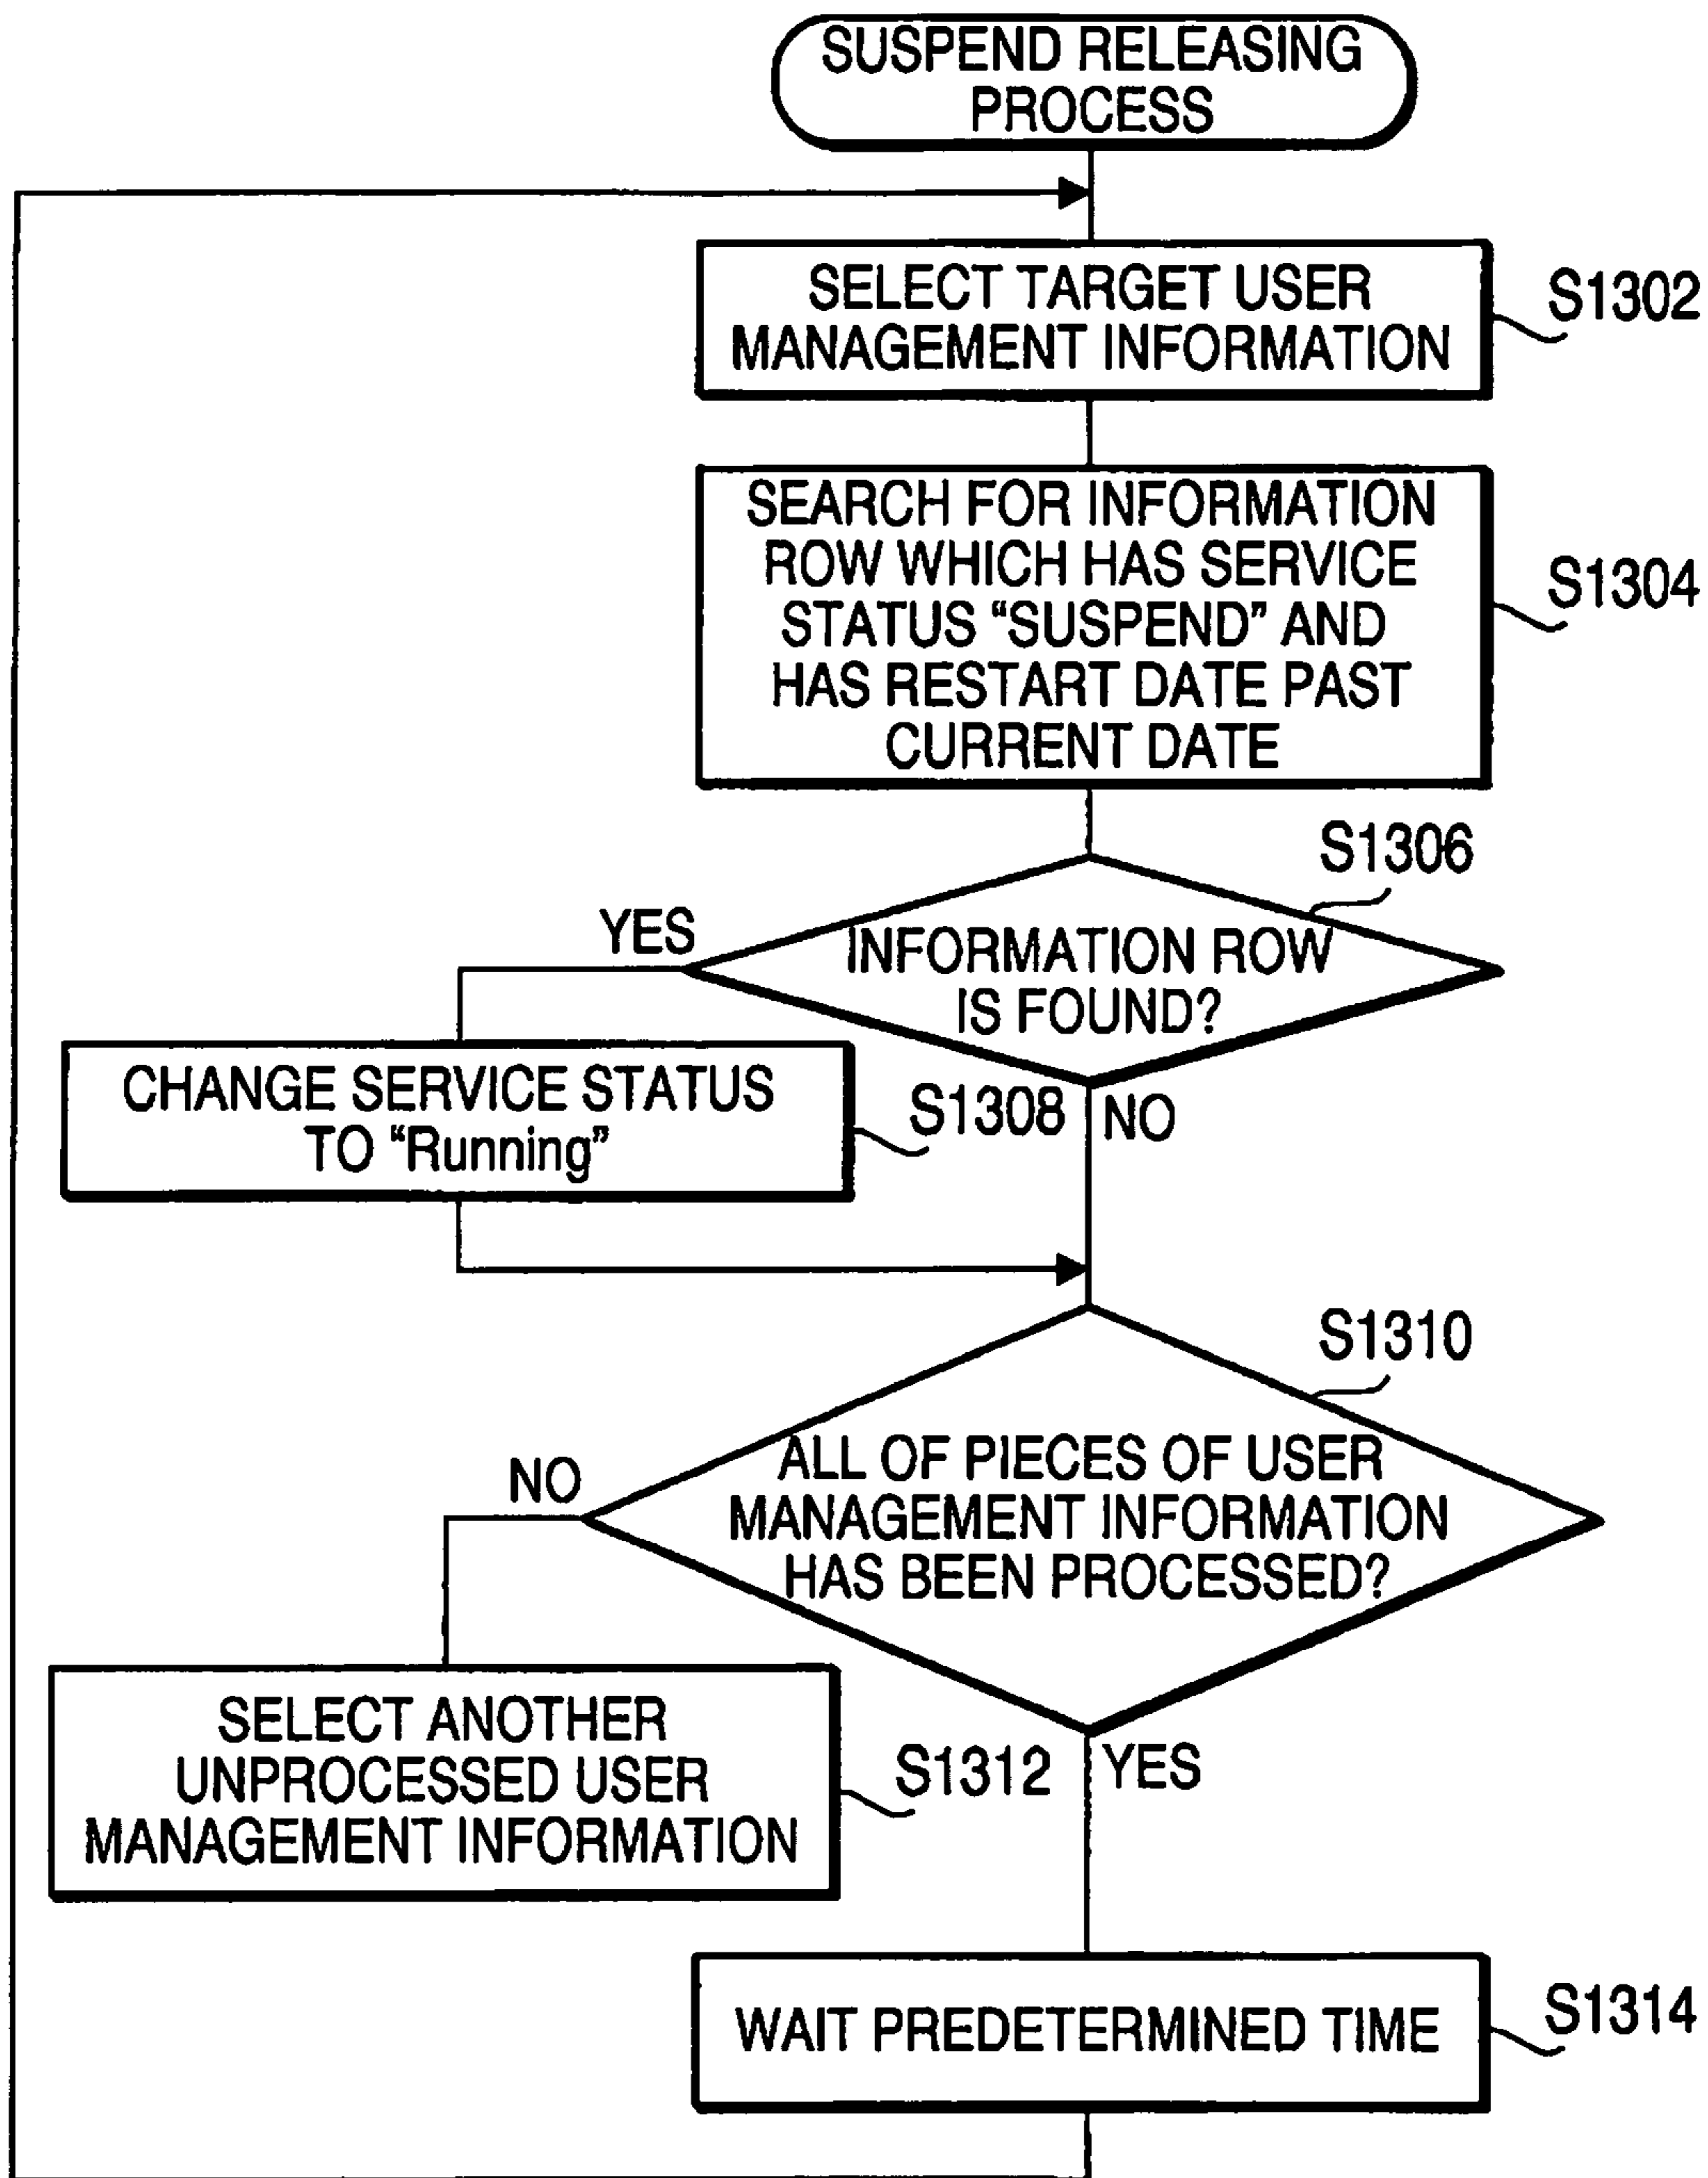 SUSPEND RELEASING
PROCESS
SELECT TARGET USER
MANAGEMENT INFORMATION
S1302
SEARCH FOR INFORMATION
ROW WHICH HAS SERVICE
STATUS “SUSPEND” AND
HAS RESTART DATE PAST
CURRENT DATE
S1304
S1306
YES
INFORMATION ROW
IS FOUND?
CHANGE SERVICE STATUS
TO “Running”
S1308
NO
S1310
NO
ALL OF PIECES OF USER
MANAGEMENT INFORMATION
HAS BEEN PROCESSED?
SELECT ANOTHER
UNPROCESSED USER
MANAGEMENT INFORMATION
S1312
YES
WAIT PREDETERMINED TIME
S1314